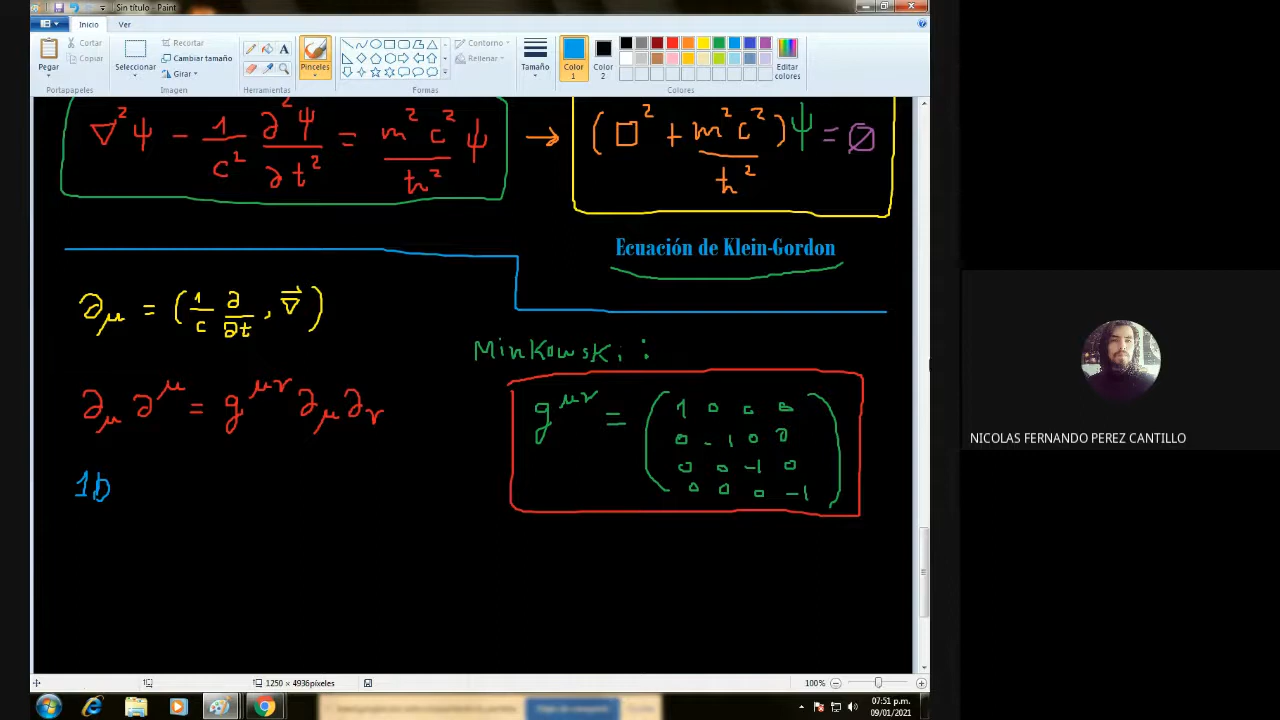 Sin título - Paint
Inicio Ver
Pegar
Cortar
Copiar
Portapapeles
Seleccionar
Recortar
Cambiar tamaño
Girar
Imagen
A
Herramientas
Pinceles
Contorno
Rellenar
Formas
Tamaño
Color 1
Color 2
Editar colores
Colores
∇²ψ − 1/c² ∂²ψ/∂t² = m²c²/ħ² ψ → (□² + m²c²/ħ²)ψ = ∅
Ecuación de Klein-Gordon
∂μ = (1/c ∂/∂t, ∇⃗)
Minkowski:
∂μ ∂^μ = g^μν ∂μ ∂ν
g^μν = (1 0 0 0
0 -1 0 0
0 0 -1 0
0 0 0 -1)
1D
NICOLAS FERNANDO PEREZ CANTILLO
1250 × 4936píxeles
100%
07:51 p.m.
09/01/2021